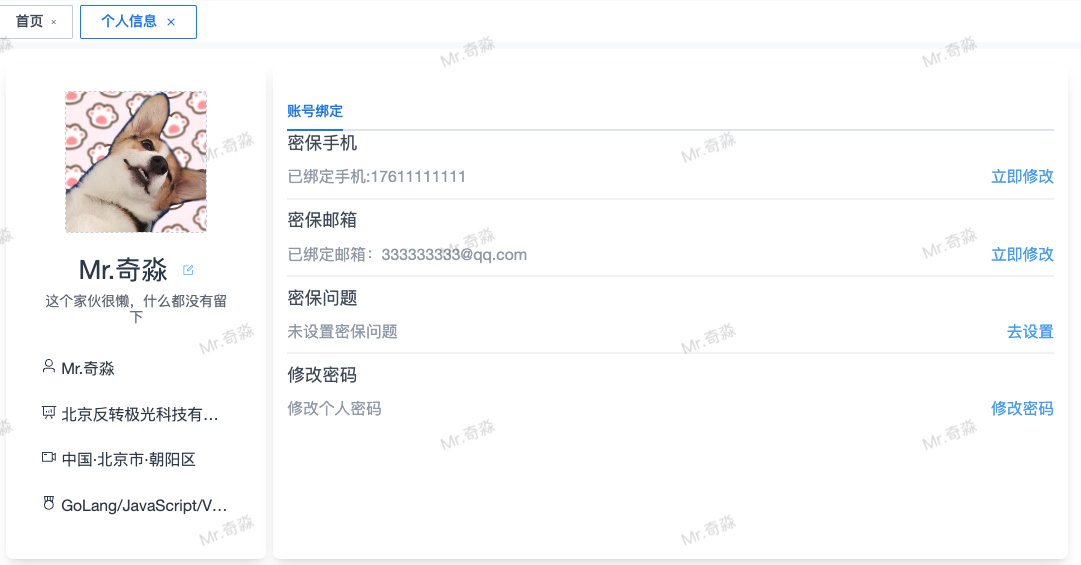 首页 ×
个人信息 ×
Mr.奇淼
这个家伙很懒，什么都没有留
下
Mr.奇淼
北京反转极光科技有…
中国·北京市·朝阳区
GoLang/JavaScript/V…
账号绑定
密保手机
已绑定手机:17611111111
立即修改
密保邮箱
已绑定邮箱：333333333@qq.com
立即修改
密保问题
未设置密保问题
去设置
修改密码
修改个人密码
修改密码
Mr.奇淼
Mr.奇淼
Mr.奇淼
Mr.奇淼
Mr.奇淼
Mr.奇淼
Mr.奇淼
Mr.奇淼
Mr.奇淼
Mr.奇淼
Mr.奇淼
Mr.奇淼